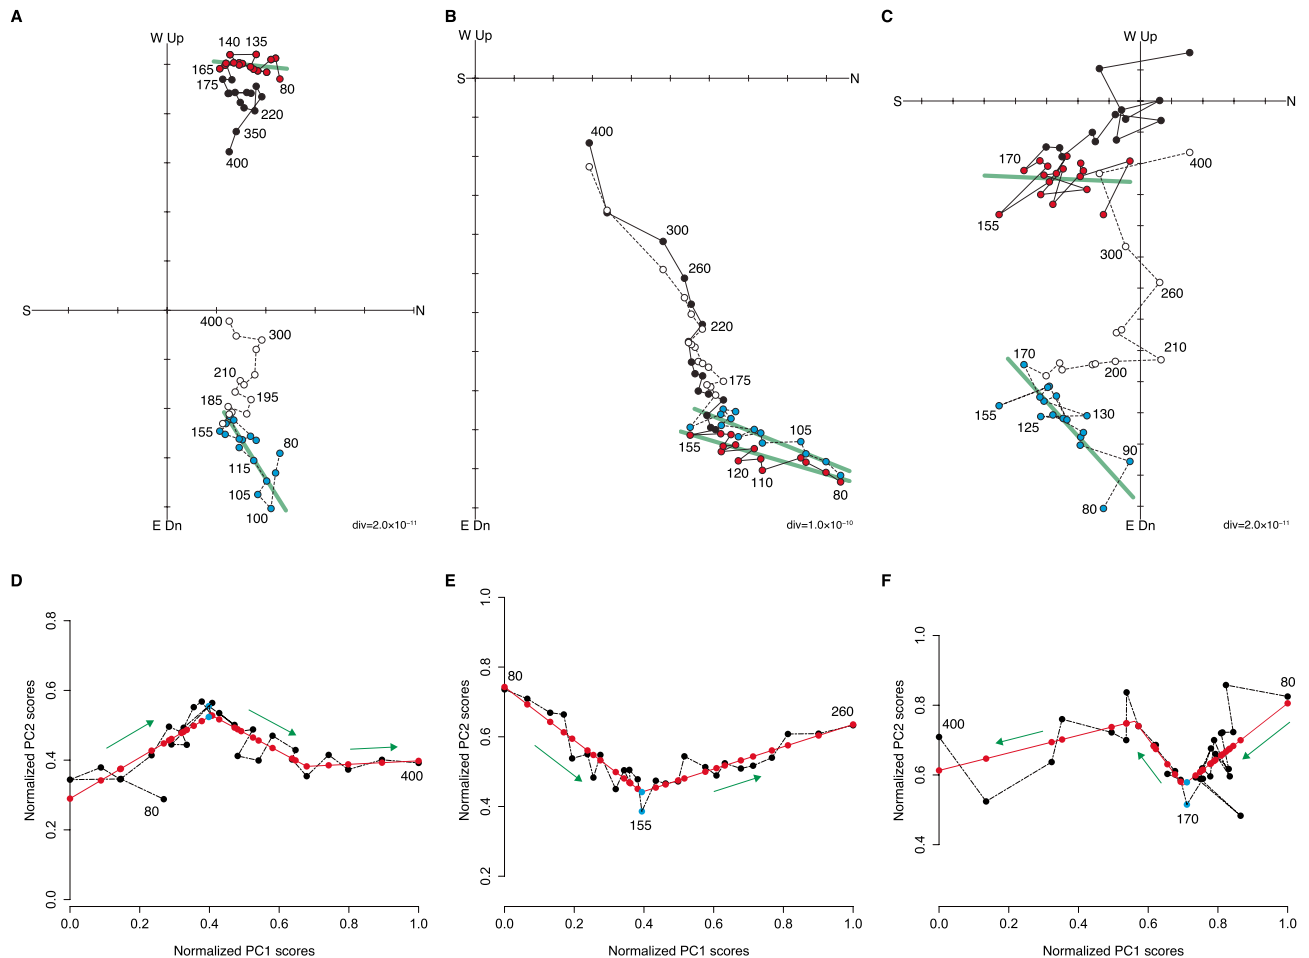 A
W Up
140 135
165
175
80
220
350
400
S
N
400
300
210
195
185
155
80
115
105
100
E Dn
div=2.0×10⁻¹¹
B
W Up
S
N
400
300
260
220
175
105
155
120
110
80
E Dn
div=1.0×10⁻¹⁰
C
W Up
S
N
170
400
155
300
260
210
170
200
155
130
125
90
80
E Dn
div=2.0×10⁻¹¹
D
0.8
0.6
0.4
0.2
0.0
Normalized PC2 scores
80
400
0.0 0.2 0.4 0.6 0.8 1.0
Normalized PC1 scores
E
1.0
0.8
0.6
0.4
0.2
Normalized PC2 scores
80
260
155
0.0 0.2 0.4 0.6 0.8 1.0
Normalized PC1 scores
F
1.0
0.8
0.6
0.4
Normalized PC2 scores
80
400
170
0.0 0.2 0.4 0.6 0.8 1.0
Normalized PC1 scores